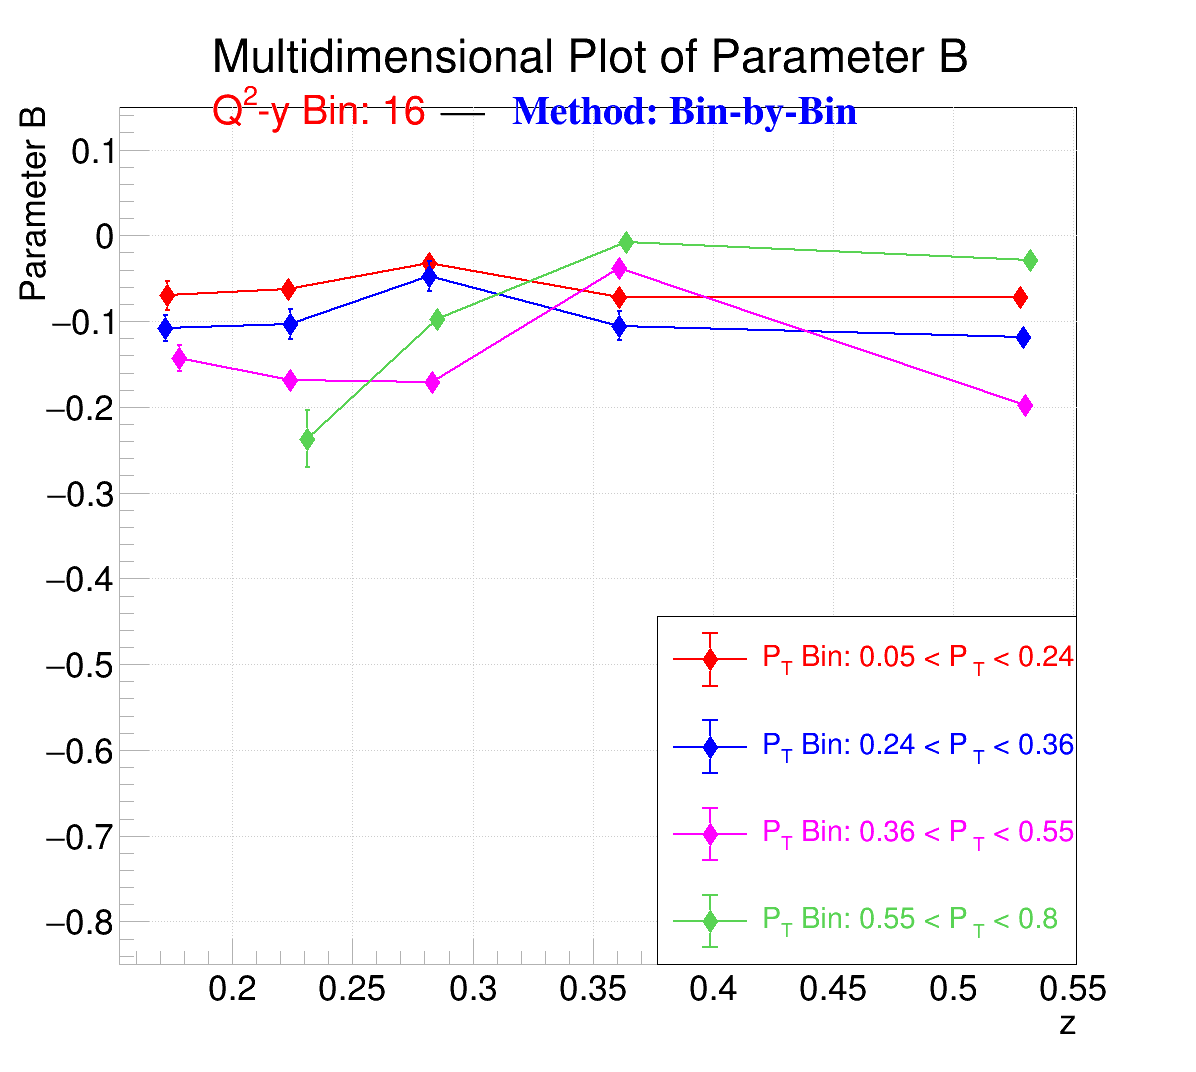 Multidimensional Plot of Parameter B
Q2-y Bin: 16 — Method: Bin-by-Bin
Parameter B
0.1
0
−0.1
−0.2
−0.3
−0.4
−0.5
−0.6
−0.7
−0.8
PT Bin: 0.05 < PT < 0.24
PT Bin: 0.24 < PT < 0.36
PT Bin: 0.36 < PT < 0.55
PT Bin: 0.55 < PT < 0.8
0.2 0.25 0.3 0.35 0.4 0.45 0.5 0.55
z